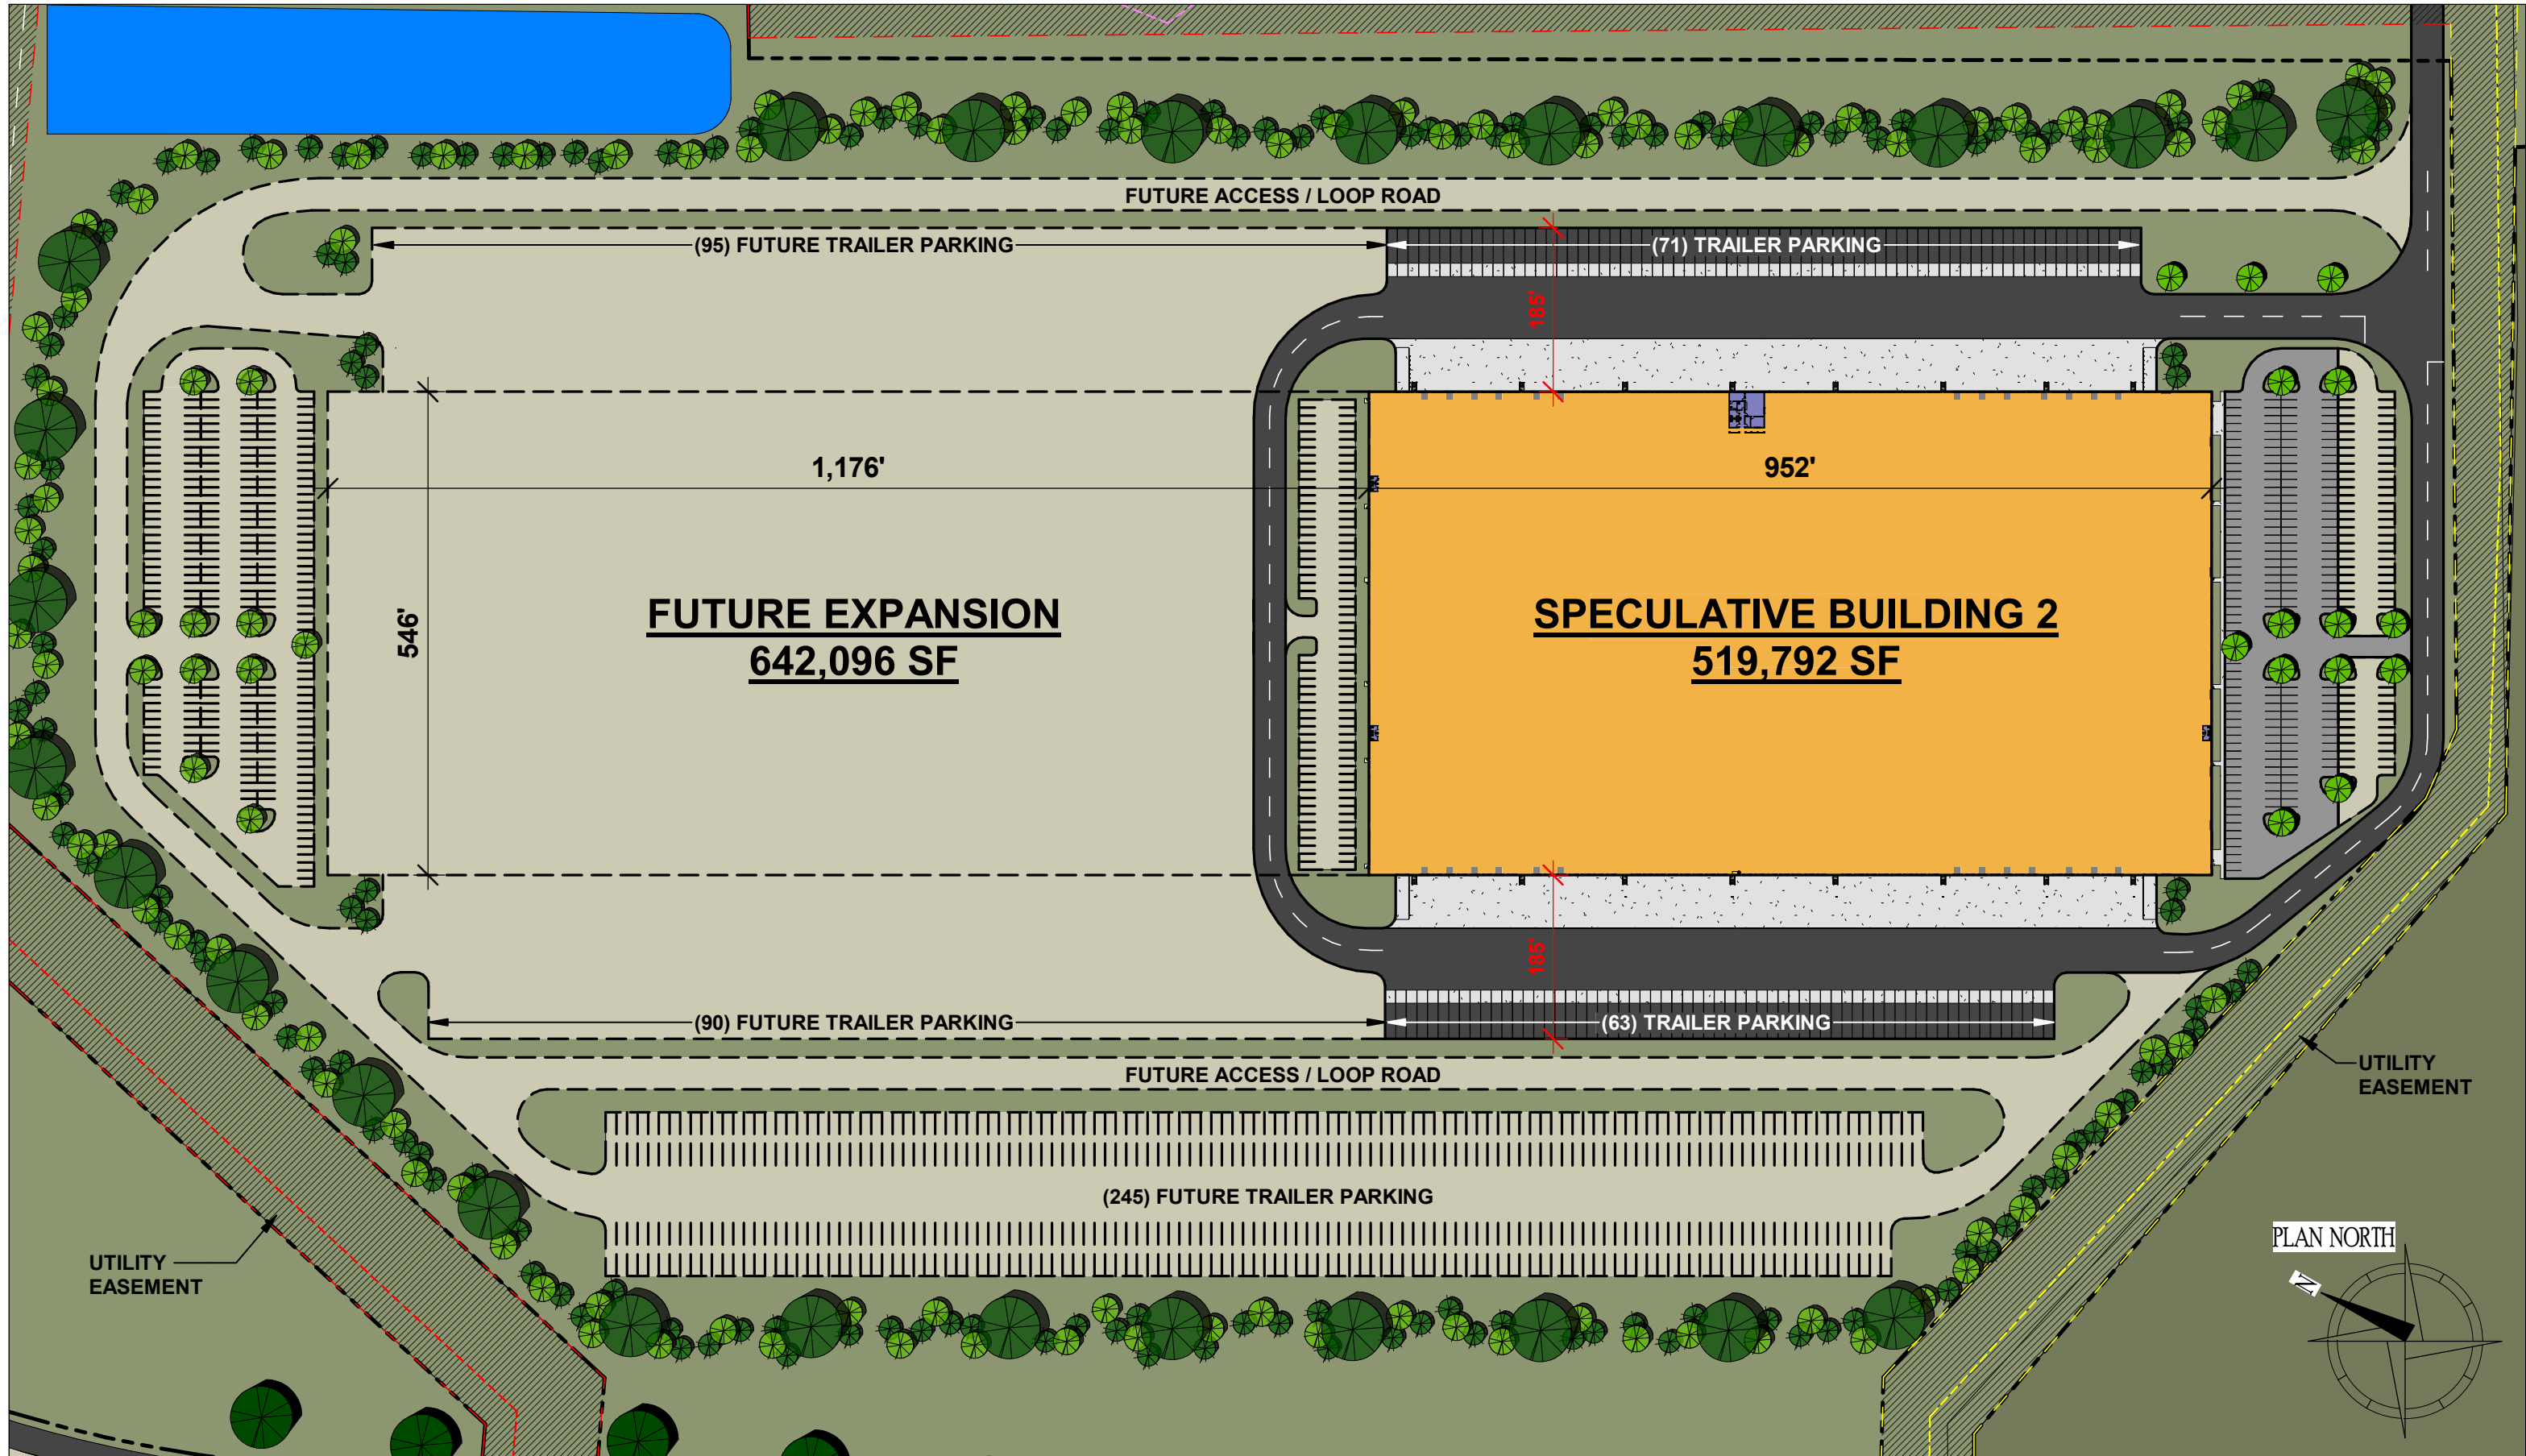 FUTURE ACCESS / LOOP ROAD
(95) FUTURE TRAILER PARKING
(71) TRAILER PARKING
185'
1,176'
952'
546'
FUTURE EXPANSION
642,096 SF
SPECULATIVE BUILDING 2
519,792 SF
185'
(90) FUTURE TRAILER PARKING
(63) TRAILER PARKING
FUTURE ACCESS / LOOP ROAD
UTILITY
EASEMENT
(245) FUTURE TRAILER PARKING
UTILITY
EASEMENT
PLAN NORTH
N